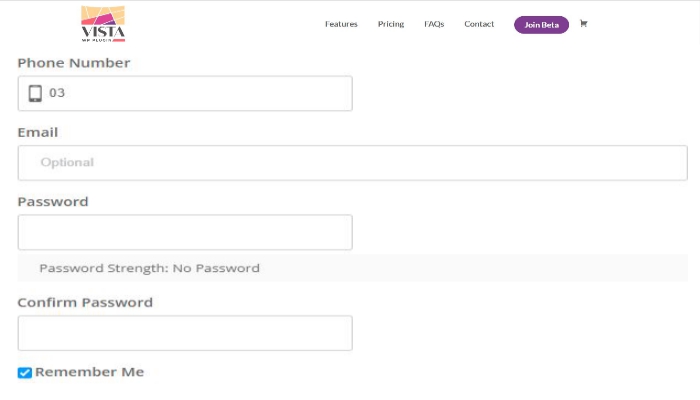 VISTA
WP PLUGIN
Features Pricing FAQs Contact Join Beta
Phone Number
03
Email
Optional
Password
Password Strength: No Password
Confirm Password
Remember Me